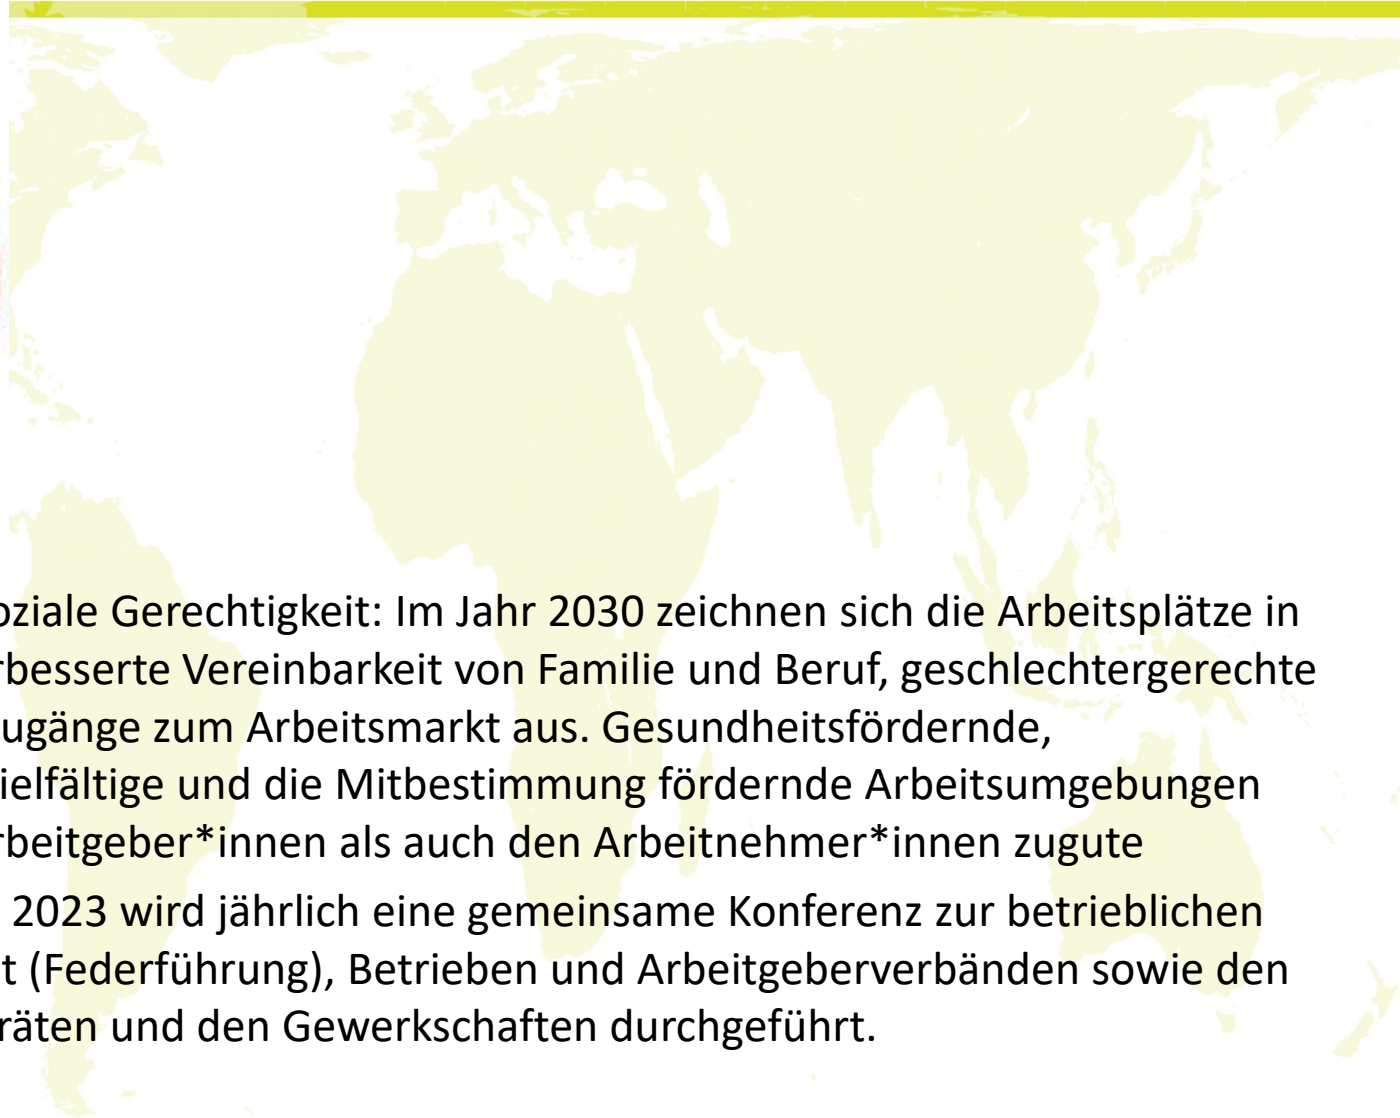 oziale Gerechtigkeit: Im Jahr 2030 zeichnen sich die Arbeitsplätze in
rbesserte Vereinbarkeit von Familie und Beruf, geschlechtergerechte
ugänge zum Arbeitsmarkt aus. Gesundheitsfördernde,
ielfältige und die Mitbestimmung fördernde Arbeitsumgebungen
rbeitgeber*innen als auch den Arbeitnehmer*innen zugute
2023 wird jährlich eine gemeinsame Konferenz zur betrieblichen
t (Federführung), Betrieben und Arbeitgeberverbänden sowie den
räten und den Gewerkschaften durchgeführt.